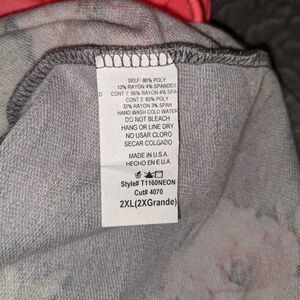 SELF: 86% POLY
10% RAYON 4% SPANDEX
CONT 1: 96% RAYON 4% SPA
CONT 2: 65% POLY
32% RAYON 3% SPAN
HAND WASH COLD WATER
DO NOT BLEACH
HANG OR LINE DRY
NO USAR CLORO
SECAR COLGADO
MADE IN U.S.A.
HECHO EN E.U.A.
Style# T1160NEON
Cut# 4070
2XL(2XGrande)